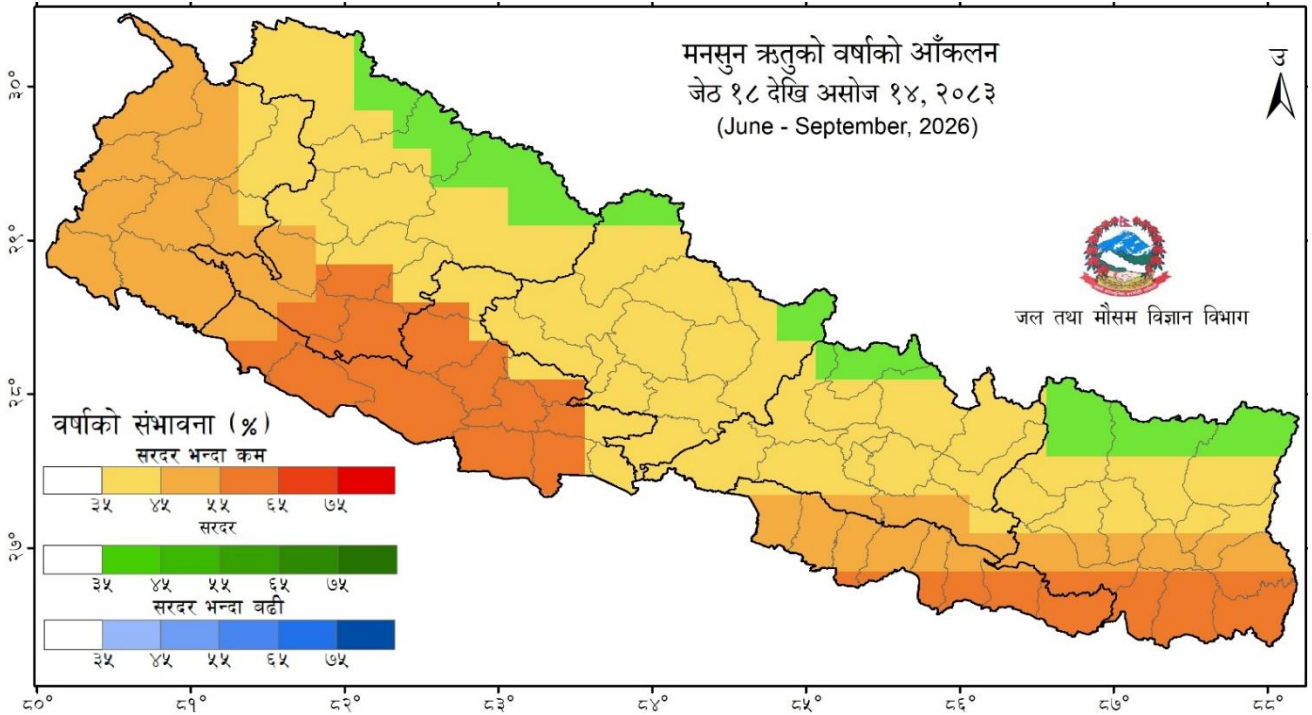 मनसुन ऋतुको वर्षाको आँकलन
जेठ १८ देखि असोज १४, २०८३
(June - September, 2026)
जल तथा मौसम विज्ञान विभाग
वर्षाको संभावना (%)
सरदर भन्दा कम
३५ ४५ ५५ ६५ ७५
सरदर
३५ ४५ ५५ ६५ ७५
सरदर भन्दा बढी
३५ ४५ ५५ ६५ ७५
३०°
२९°
२८°
२७°
८०° ८१° ८२° ८३° ८४° ८५° ८६° ८७° ८८°